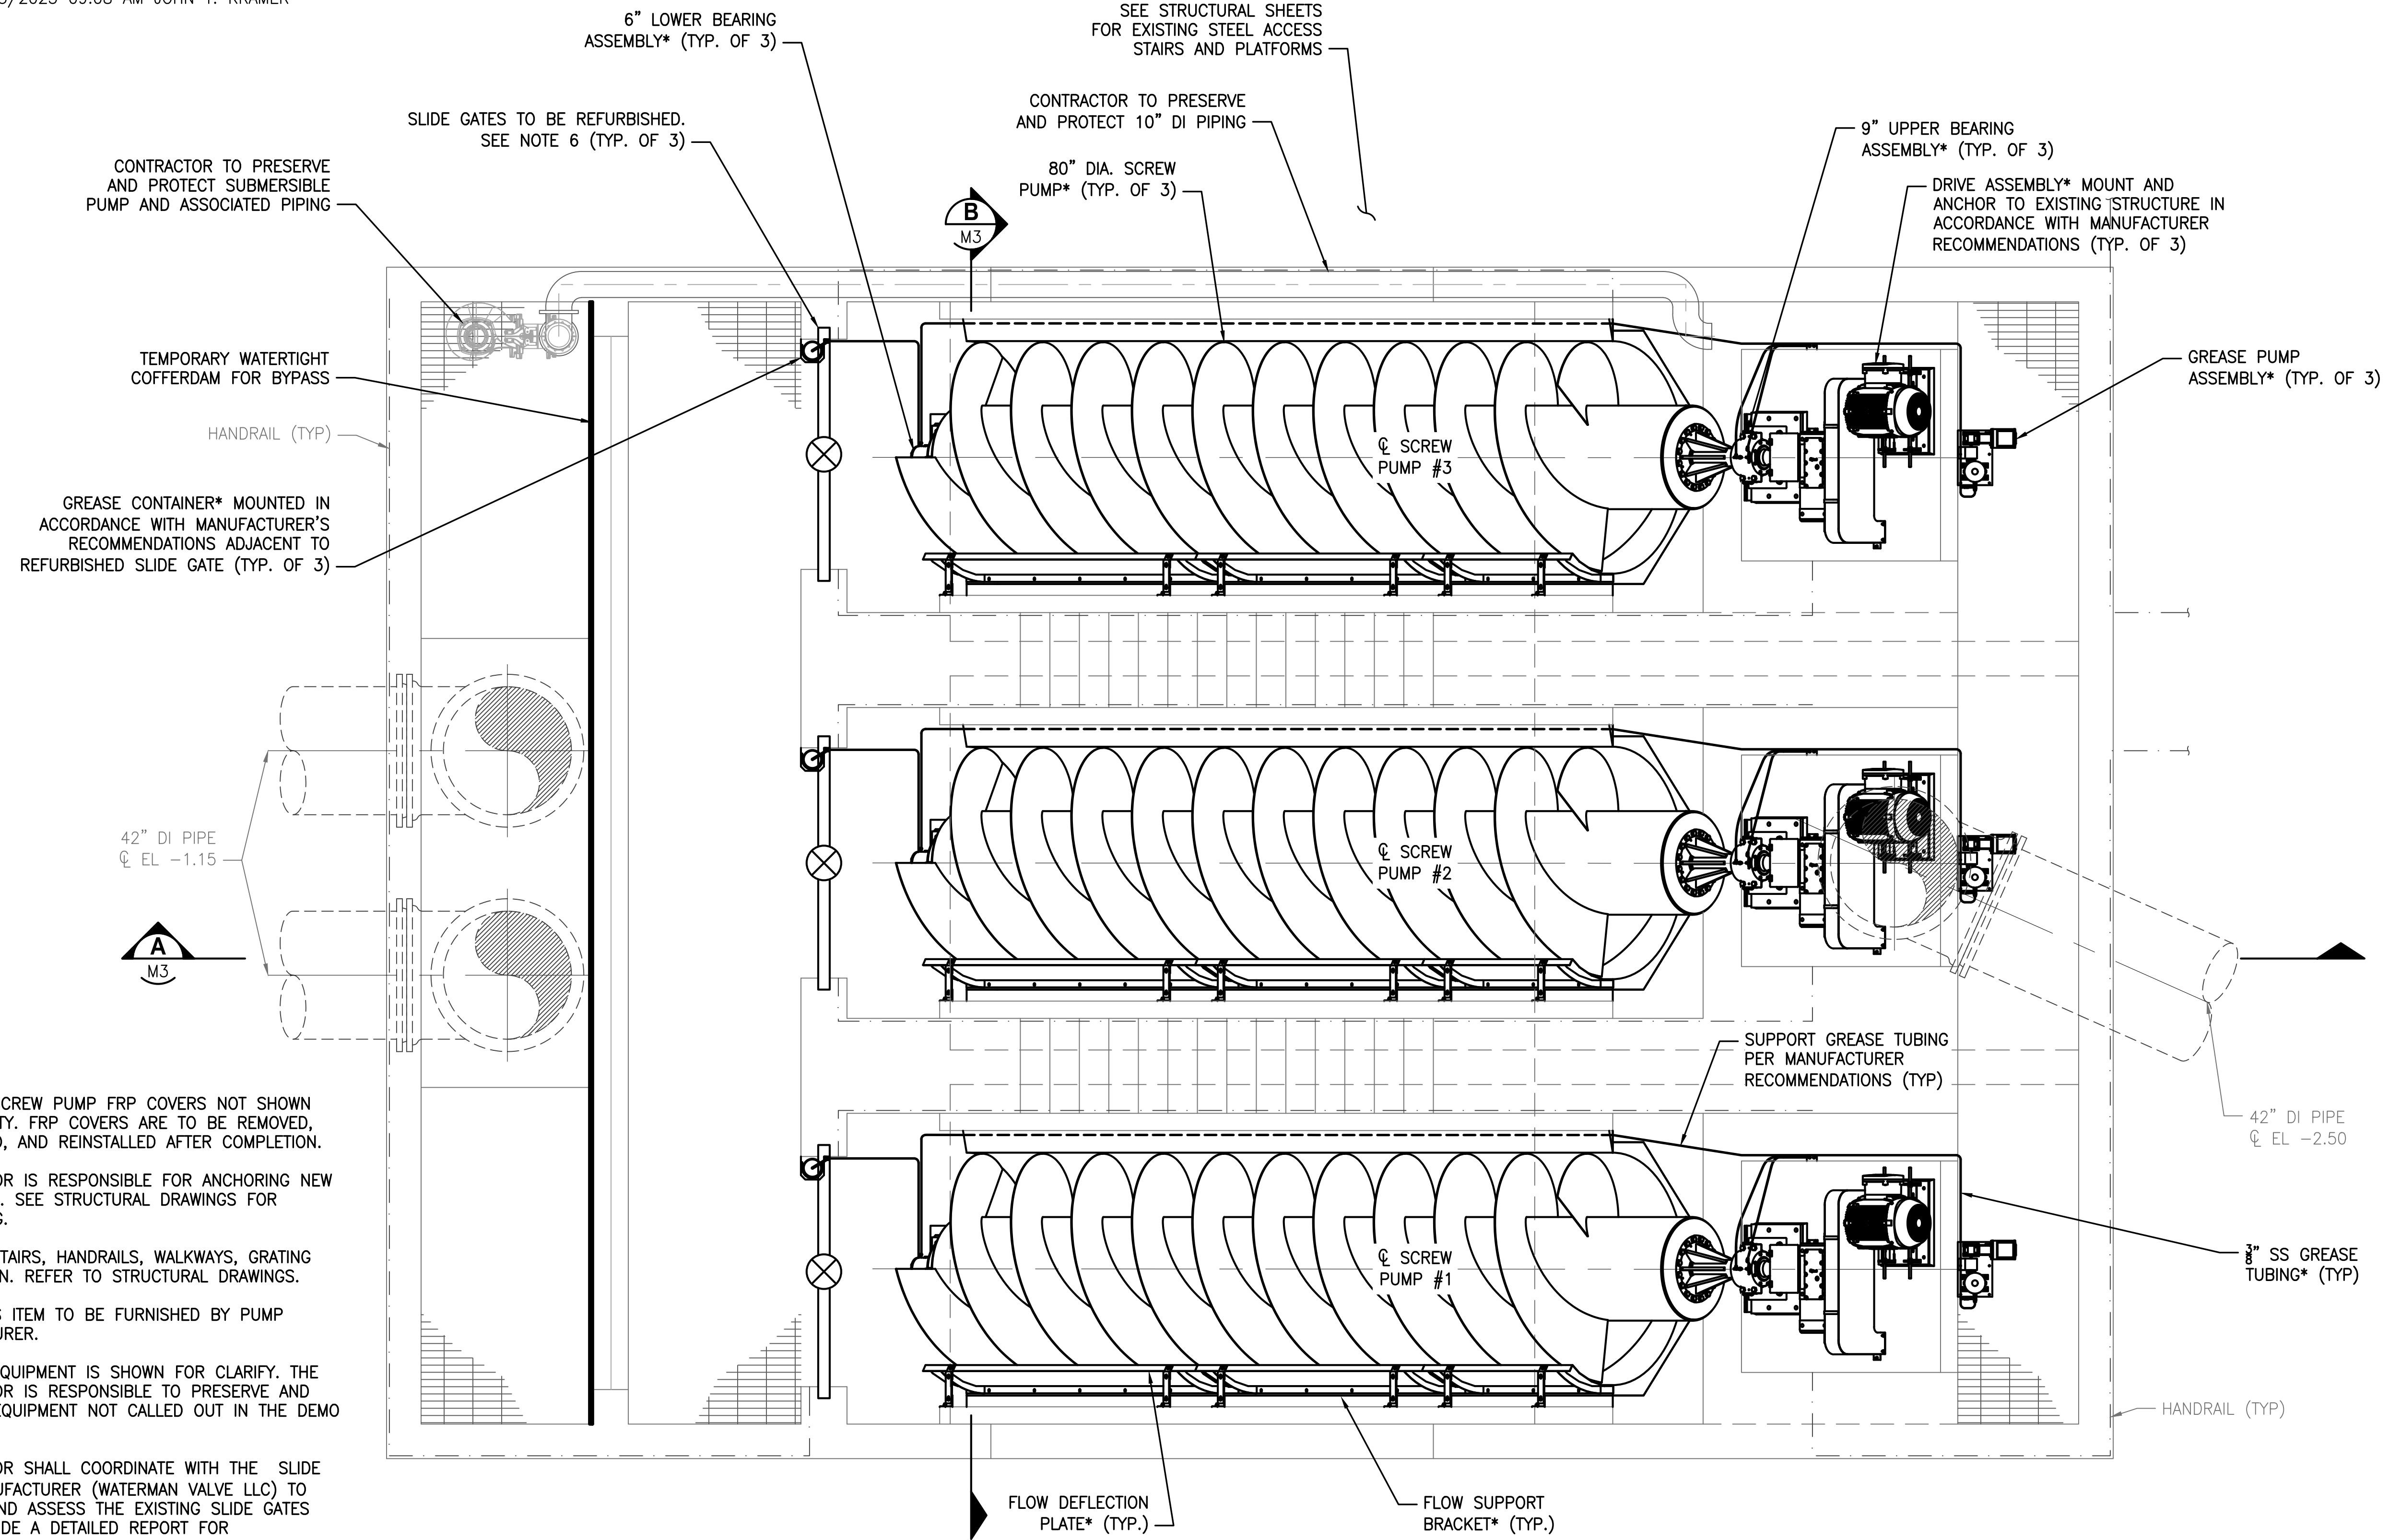 AM JOHN T. KRAMER
6” LOWER BEARING
ASSEMBLY* (TYP. OF 3)
SEE STRUCTURAL SHEETS
FOR EXISTING STEEL ACCESS
STAIRS AND PLATFORMS
SLIDE GATES TO BE REFURBISHED.
SEE NOTE 6 (TYP. OF 3)
CONTRACTOR TO PRESERVE
AND PROTECT 10” DI PIPING
80” DIA. SCREW
PUMP* (TYP. OF 3)
9” UPPER BEARING
ASSEMBLY* (TYP. OF 3)
CONTRACTOR TO PRESERVE
AND PROTECT SUBMERSIBLE
PUMP AND ASSOCIATED PIPING
DRIVE ASSEMBLY* MOUNT AND
ANCHOR TO EXISTING STRUCTURE IN
ACCORDANCE WITH MANUFACTURER
RECOMMENDATIONS (TYP. OF 3)
B
M3
TEMPORARY WATERTIGHT
COFFERDAM FOR BYPASS
HANDRAIL (TYP)
GREASE PUMP
ASSEMBLY* (TYP. OF 3)
GREASE CONTAINER* MOUNTED IN
ACCORDANCE WITH MANUFACTURER’S
RECOMMENDATIONS ADJACENT TO
REFURBISHED SLIDE GATE (TYP. OF 3)
℄ SCREW
PUMP #3
42” DI PIPE
℄ EL −1.15
℄ SCREW
PUMP #2
A
M3
SUPPORT GREASE TUBING
PER MANUFACTURER
RECOMMENDATIONS (TYP)
42” DI PIPE
℄ EL −2.50
℄ SCREW
PUMP #1
⅜” SS GREASE
TUBING* (TYP)
HANDRAIL (TYP)
FLOW DEFLECTION
PLATE* (TYP.)
FLOW SUPPORT
BRACKET* (TYP.)
CREW PUMP FRP COVERS NOT SHOWN
TY. FRP COVERS ARE TO BE REMOVED,
D, AND REINSTALLED AFTER COMPLETION.
OR IS RESPONSIBLE FOR ANCHORING NEW
. SEE STRUCTURAL DRAWINGS FOR
G.
TAIRS, HANDRAILS, WALKWAYS, GRATING
N. REFER TO STRUCTURAL DRAWINGS.
S ITEM TO BE FURNISHED BY PUMP
URER.
EQUIPMENT IS SHOWN FOR CLARIFY. THE
OR IS RESPONSIBLE TO PRESERVE AND
EQUIPMENT NOT CALLED OUT IN THE DEMO
OR SHALL COORDINATE WITH THE SLIDE
UFACTURER (WATERMAN VALVE LLC) TO
ND ASSESS THE EXISTING SLIDE GATES
DE A DETAILED REPORT FOR